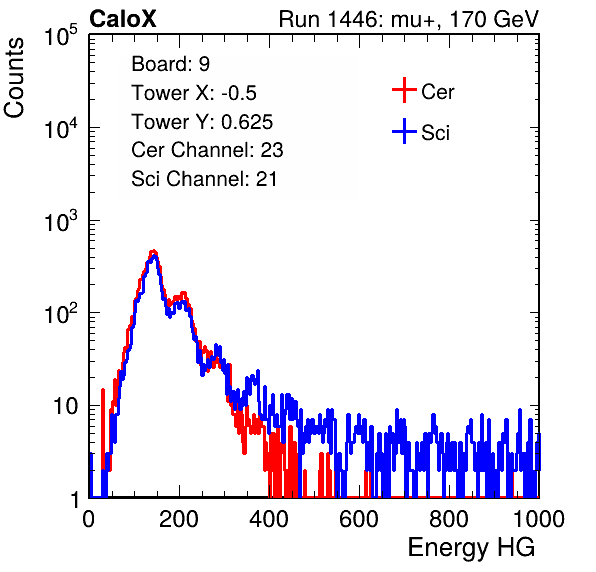 CaloX Run 1446: mu+, 170 GeV
Counts
Board: 9
Tower X: -0.5
Tower Y: 0.625
Cer Channel: 23
Sci Channel: 21
Cer
Sci
10^5
10^4
10^3
10^2
10
1
0 200 400 600 800 1000
Energy HG